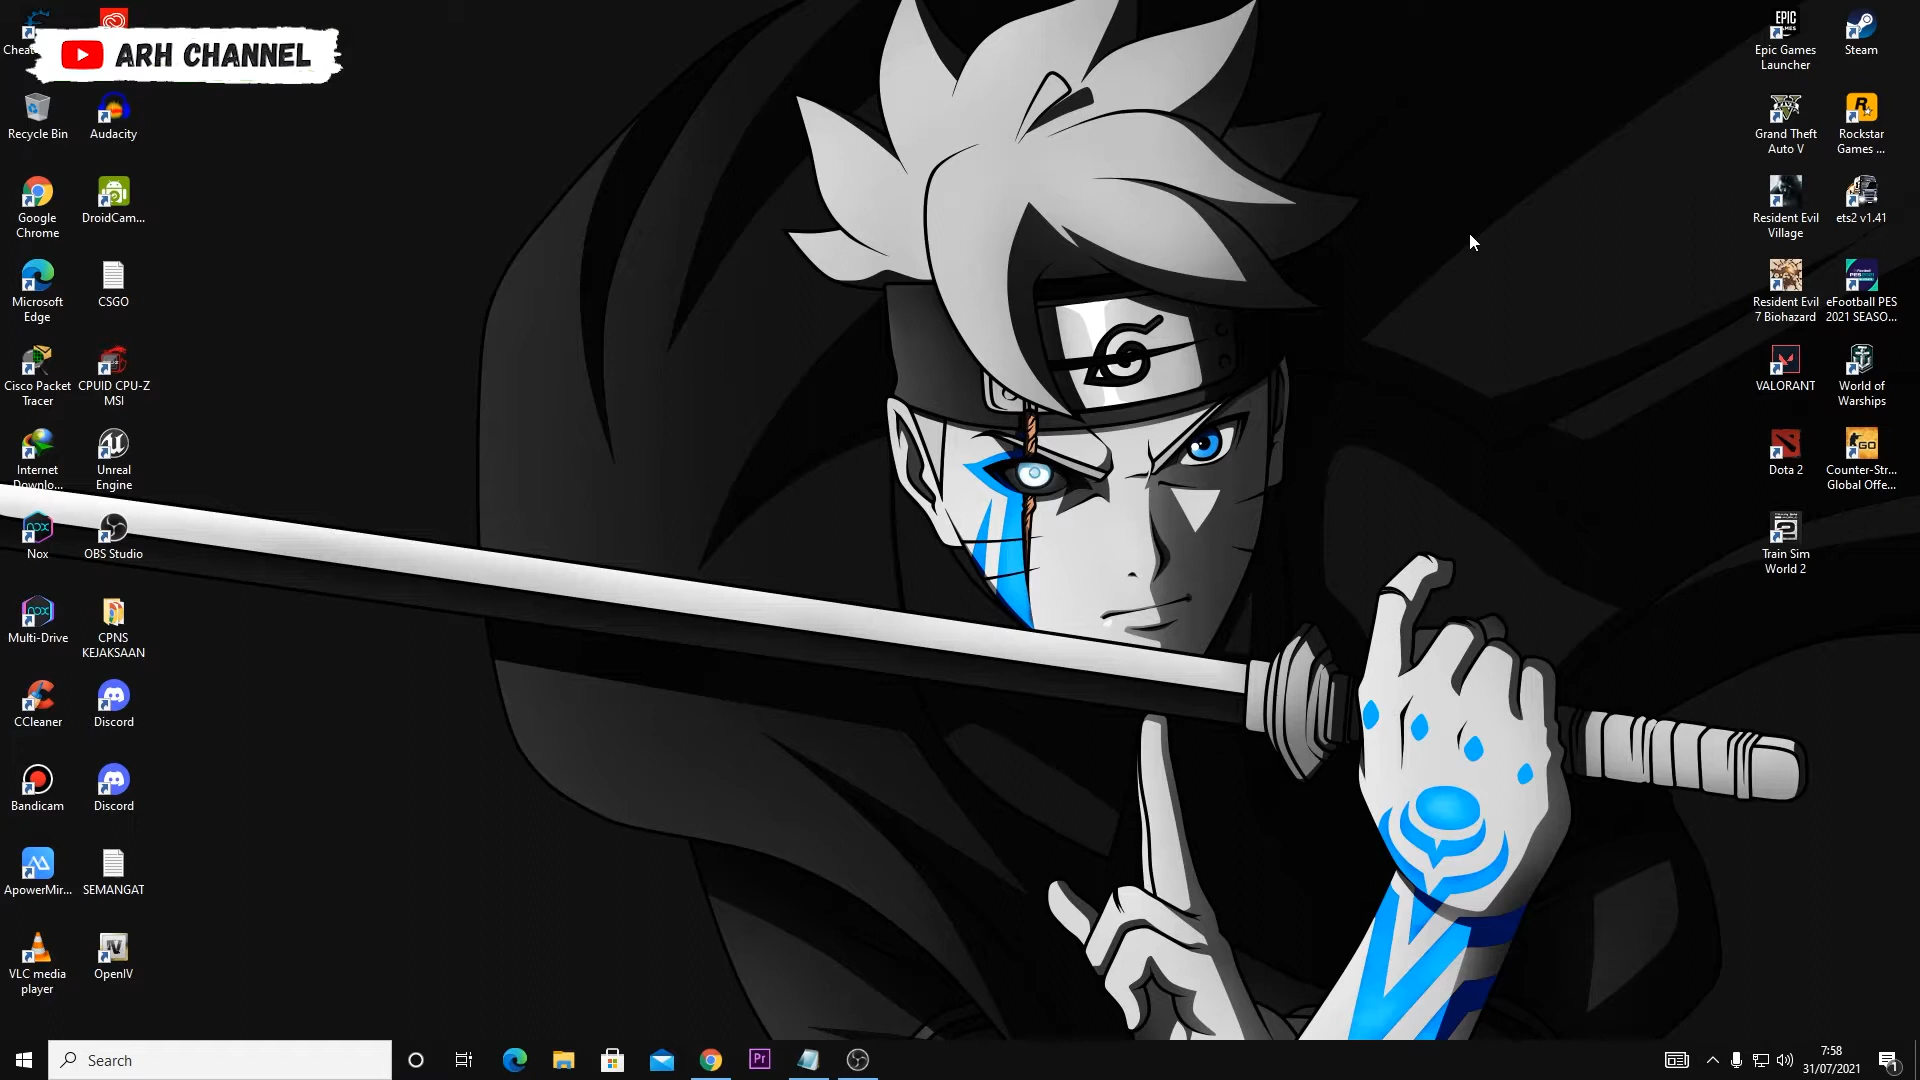 Cheat
ARH CHANNEL
Recycle Bin
Audacity
Google
Chrome
DroidCam...
Microsoft
Edge
CSGO
Cisco Packet
Tracer
CPUID CPU-Z
MSI
Internet
Downlo...
Unreal
Engine
Nox
OBS Studio
Multi-Drive
CPNS
KEJAKSAAN
CCleaner
Discord
Bandicam
Discord
ApowerMir...
SEMANGAT
VLC media
player
OpenIV
EPIC
GAMES
Epic Games
Launcher
Steam
Grand Theft
Auto V
Rockstar
Games ...
Resident Evil
Village
ets2 v1.41
Resident Evil
7 Biohazard
eFootball PES
2021 SEASO...
VALORANT
World of
Warships
Dota 2
Counter-Str...
Global Offe...
Train Sim
World 2
Search
Pr
7:58
31/07/2021
1